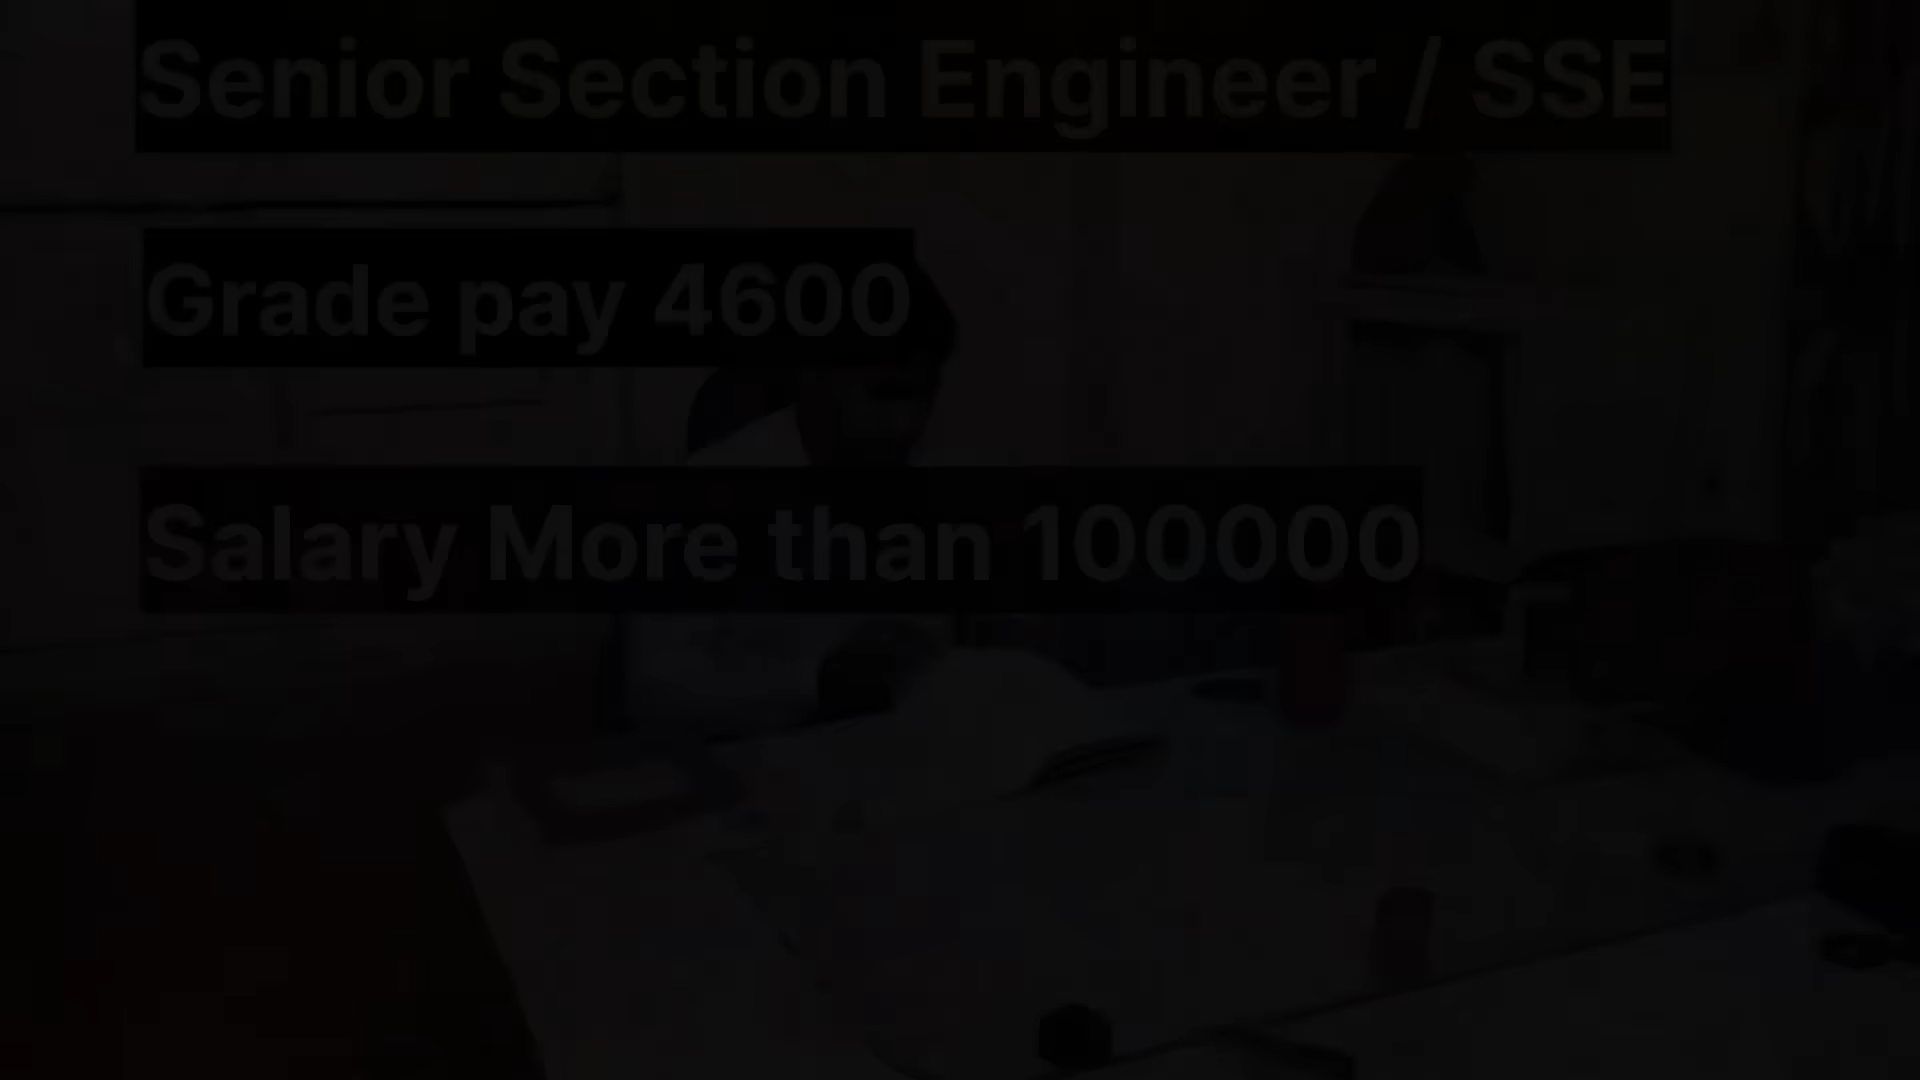 Senior Section Engineer / SSE
Grade pay 4600
Salary More than 100000